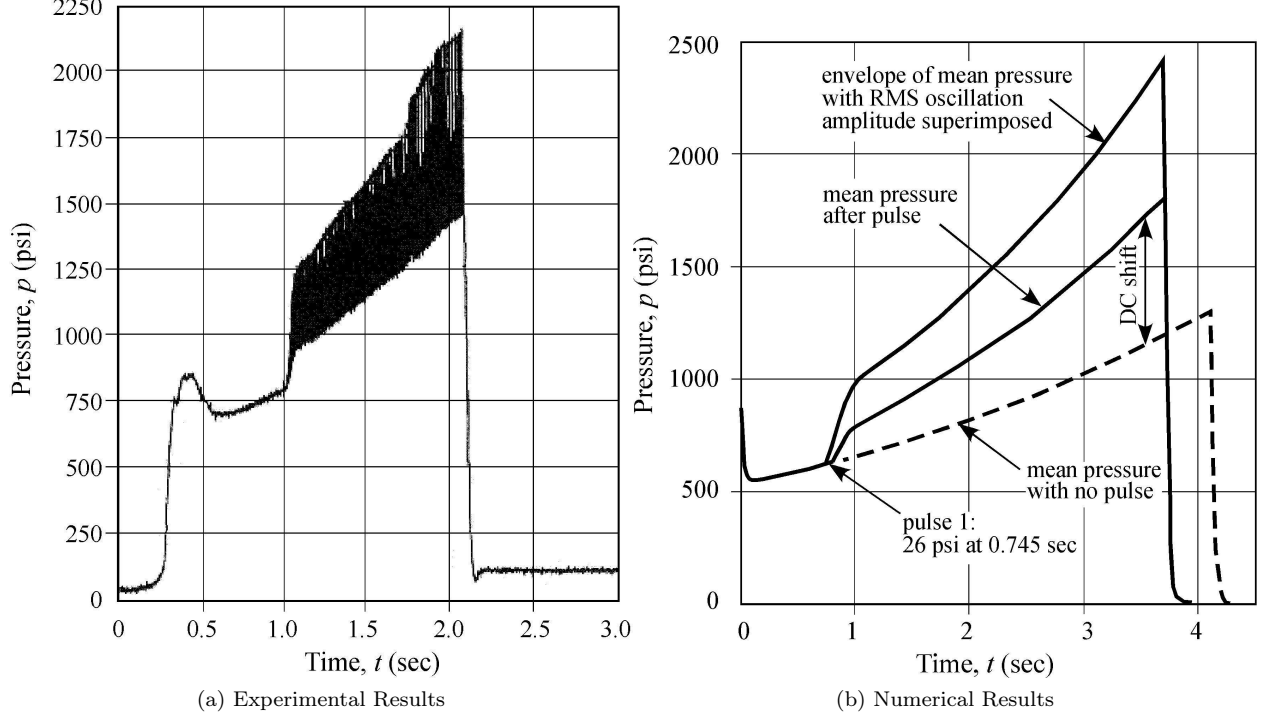 2250
2000
1750
1500
1250
1000
750
500
250
0
Pressure, p (psi)
0 0.5 1.0 1.5 2.0 2.5 3.0
Time, t (sec)
(a) Experimental Results
2500
2000
1500
1000
500
0
Pressure, p (psi)
envelope of mean pressure
with RMS oscillation
amplitude superimposed
mean pressure
after pulse
DC shift
mean pressure
with no pulse
pulse 1:
26 psi at 0.745 sec
0 1 2 3 4
Time, t (sec)
(b) Numerical Results